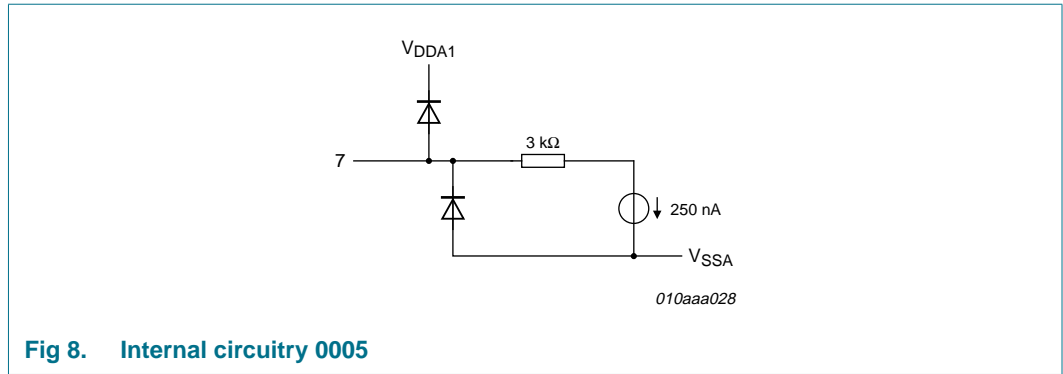 VDDA1
3 kΩ
7
250 nA
VSSA
010aaa028
Fig 8. Internal circuitry 0005